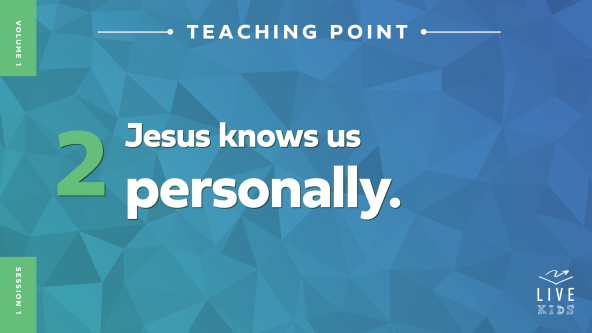 VOLUME 1
TEACHING POINT
2
Jesus knows us
personally.
SESSION 1
LIVE
KIDS